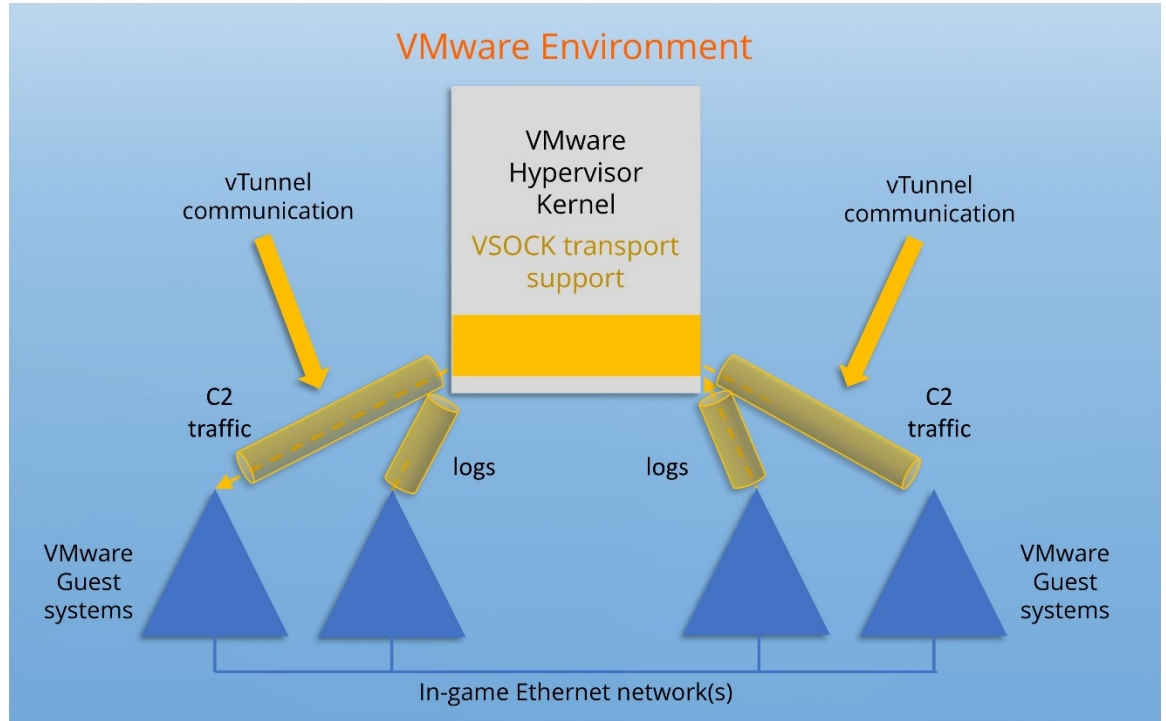 VMware Environment
VMware
Hypervisor
Kernel
VSOCK transport
support
vTunnel
communication
vTunnel
communication
C2
traffic
logs
logs
C2
traffic
VMware
Guest
systems
VMware
Guest
systems
In-game Ethernet network(s)